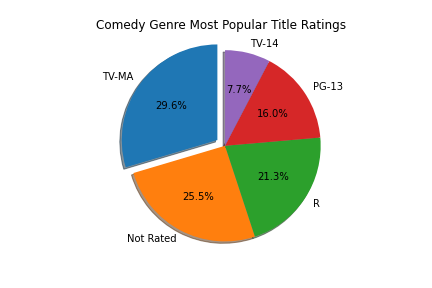 Comedy Genre Most Popular Title Ratings
TV-14
TV-MA
PG-13
7.7%
29.6%
16.0%
21.3%
25.5%
R
Not Rated